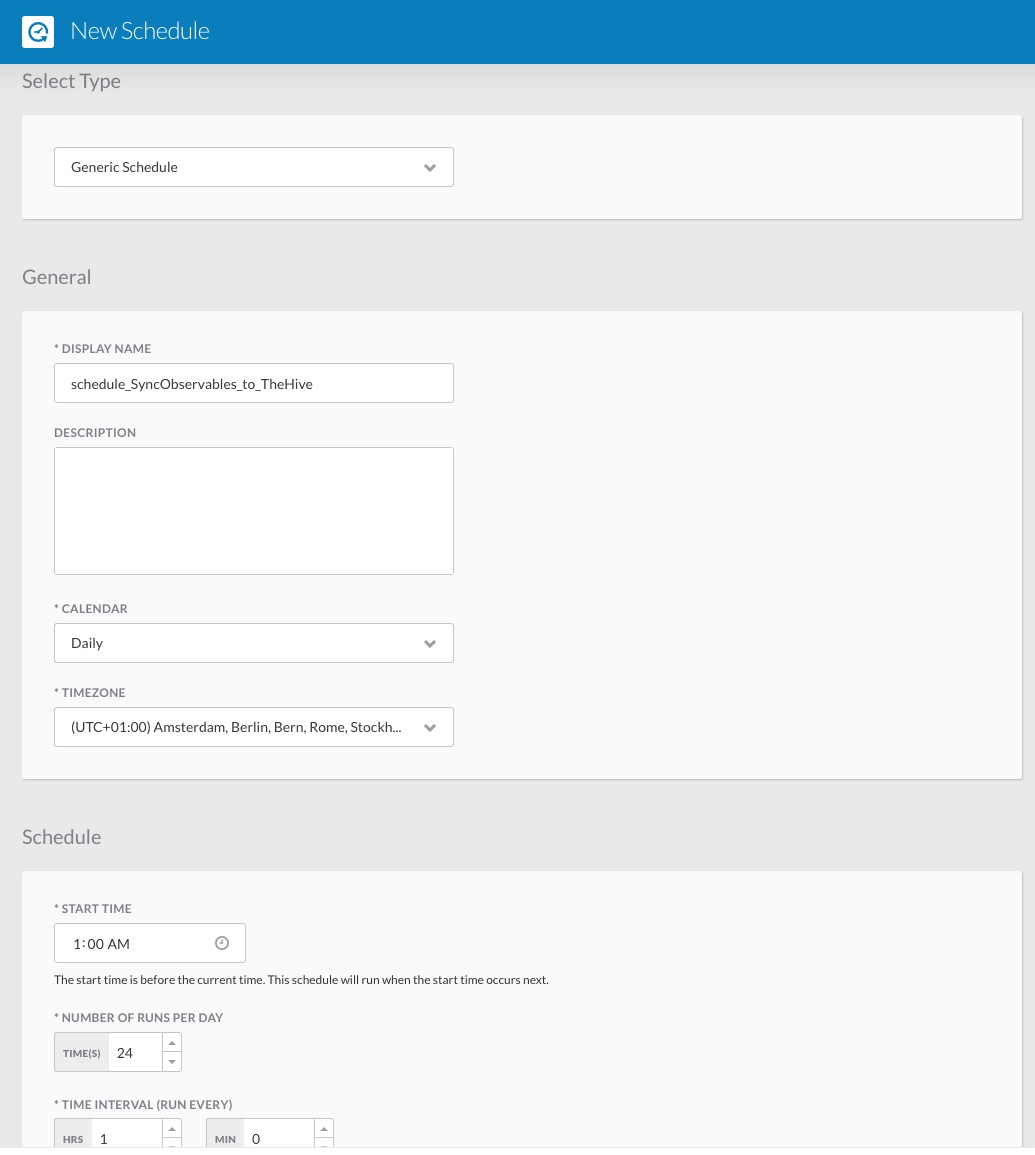 New Schedule
Select Type
Generic Schedule
General
* DISPLAY NAME
schedule_SyncObservables_to_TheHive
DESCRIPTION
* CALENDAR
Daily
* TIMEZONE
(UTC+01:00) Amsterdam, Berlin, Bern, Rome, Stockh...
Schedule
* START TIME
1:00 AM
The start time is before the current time. This schedule will run when the start time occurs next.
* NUMBER OF RUNS PER DAY
TIME(S) 24
* TIME INTERVAL (RUN EVERY)
HRS 1 MIN 0